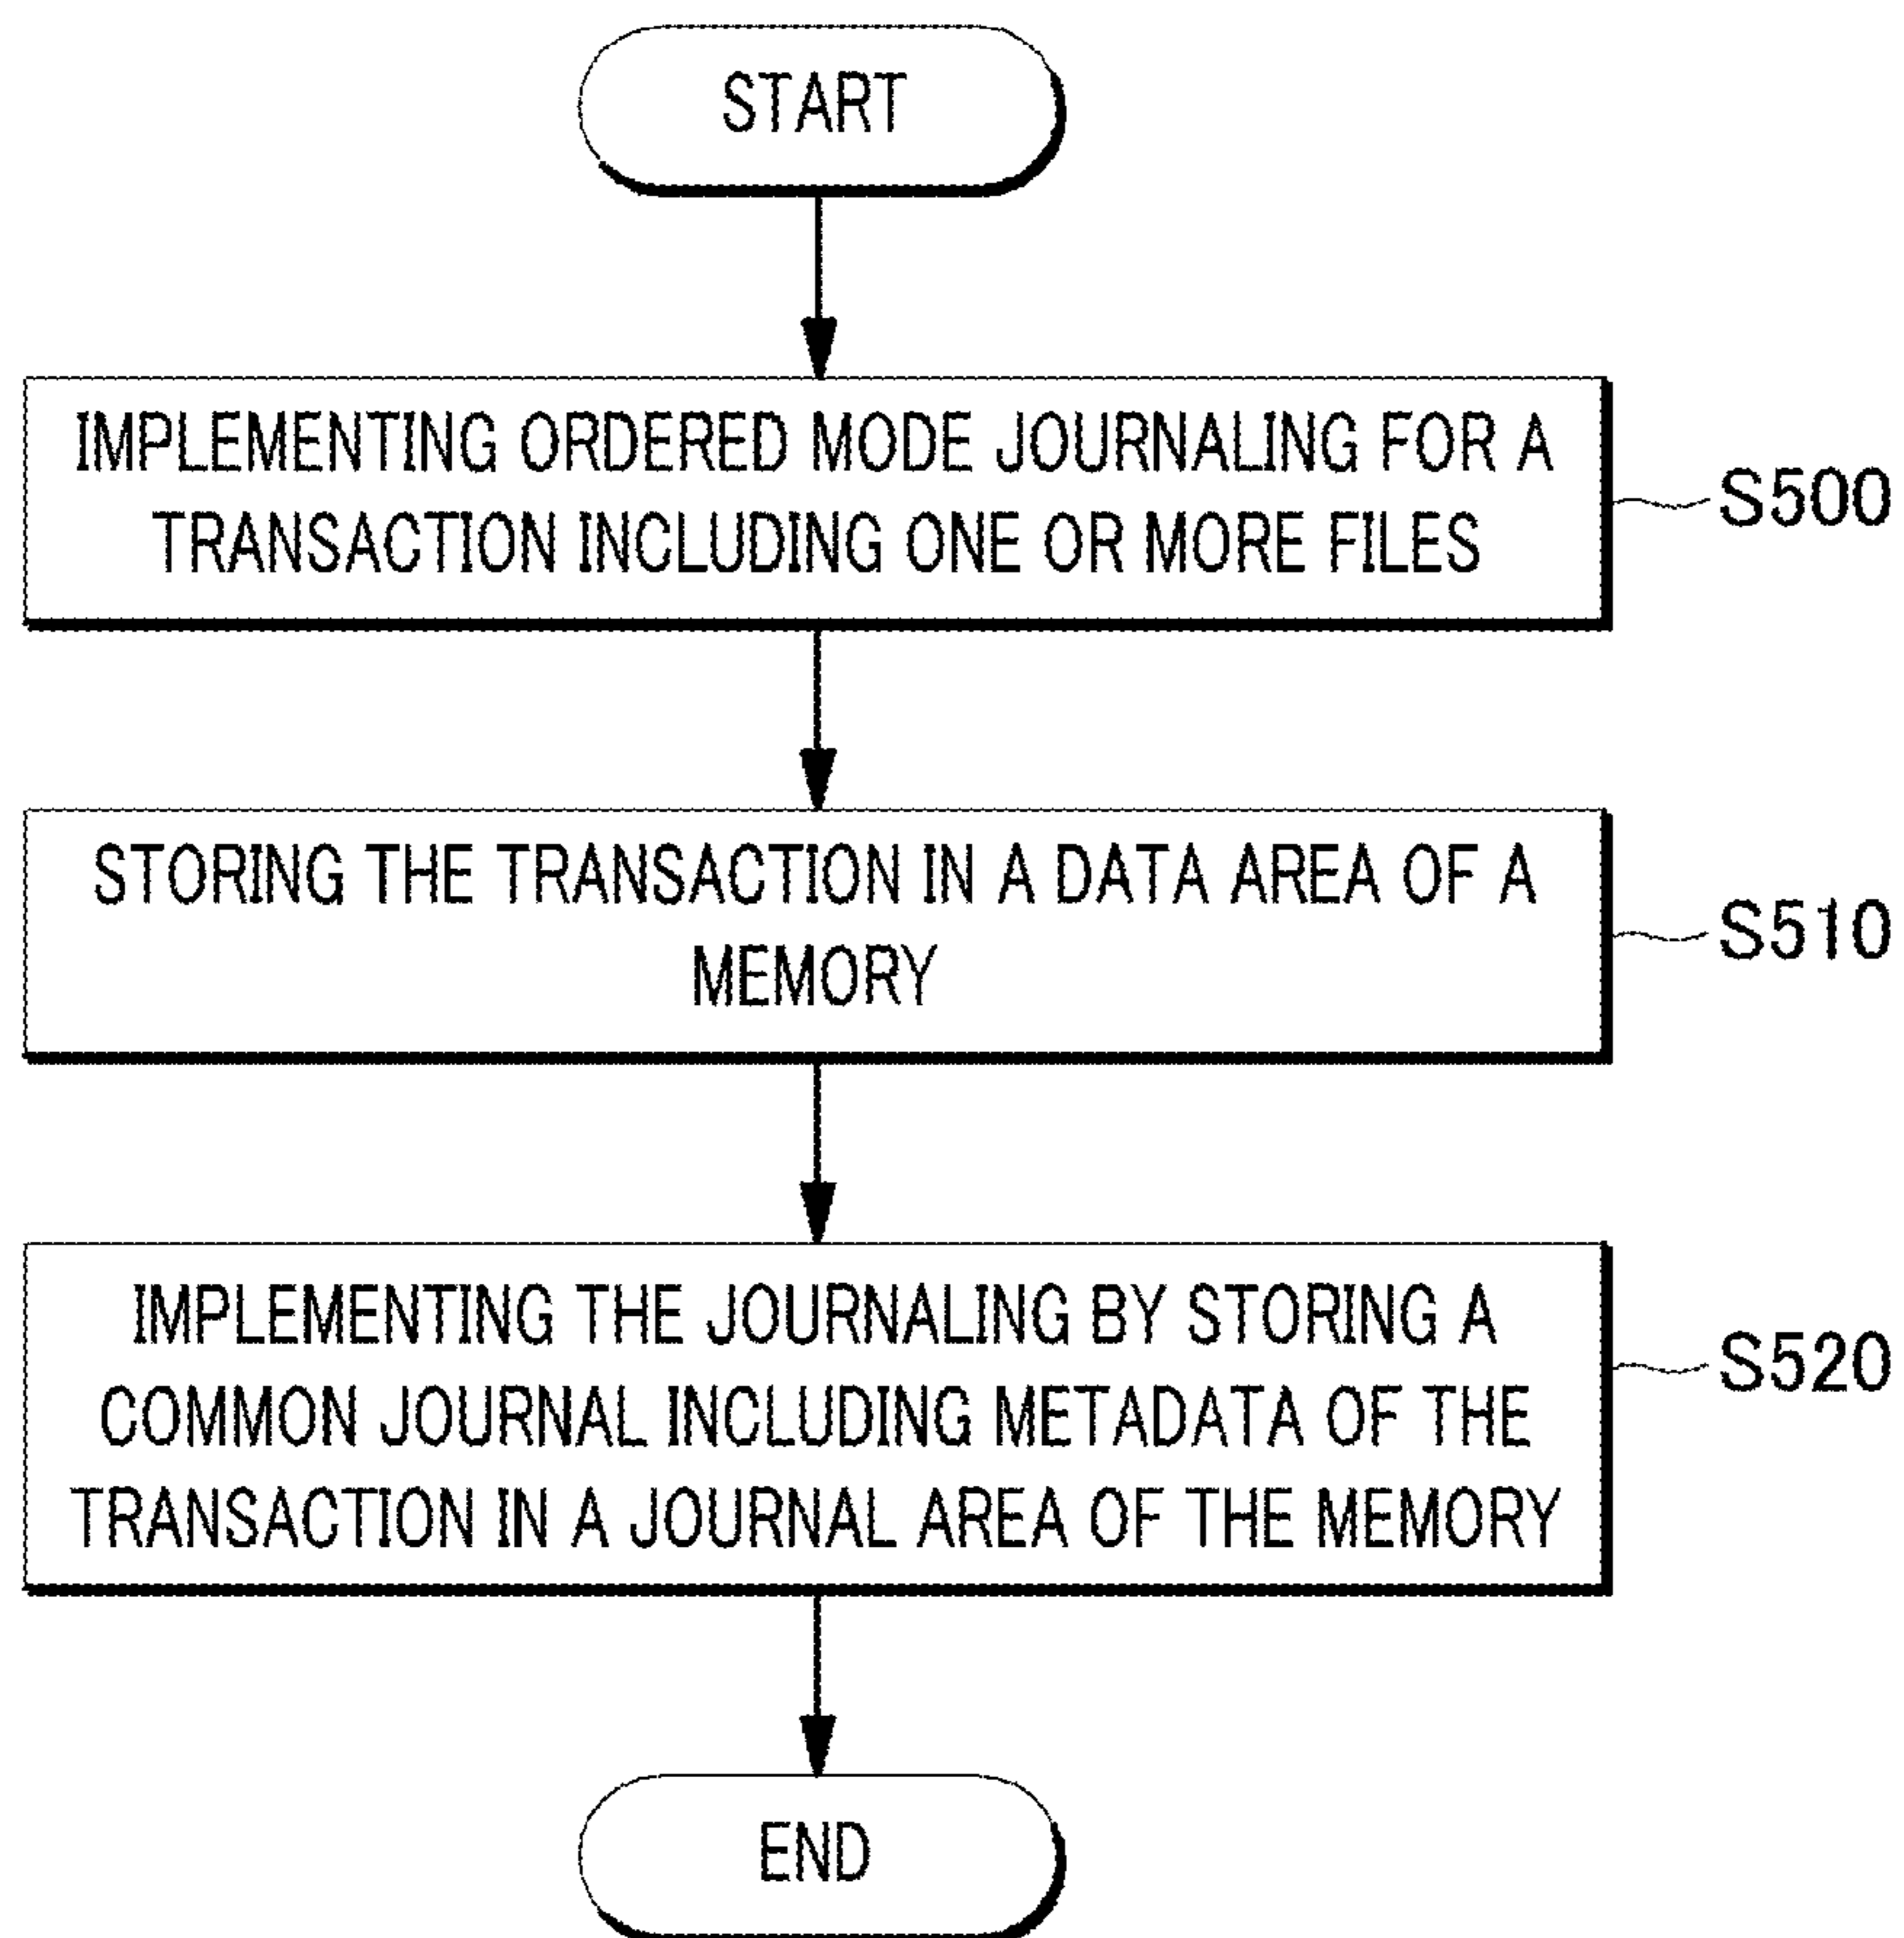 START
IMPLEMENTING ORDERED MODE JOURNALING FOR A
TRANSACTION INCLUDING ONE OR MORE FILES
S500
STORING THE TRANSACTION IN A DATA AREA OF A
MEMORY
S510
IMPLEMENTING THE JOURNALING BY STORING A
COMMON JOURNAL INCLUDING METADATA OF THE
TRANSACTION IN A JOURNAL AREA OF THE MEMORY
S520
END